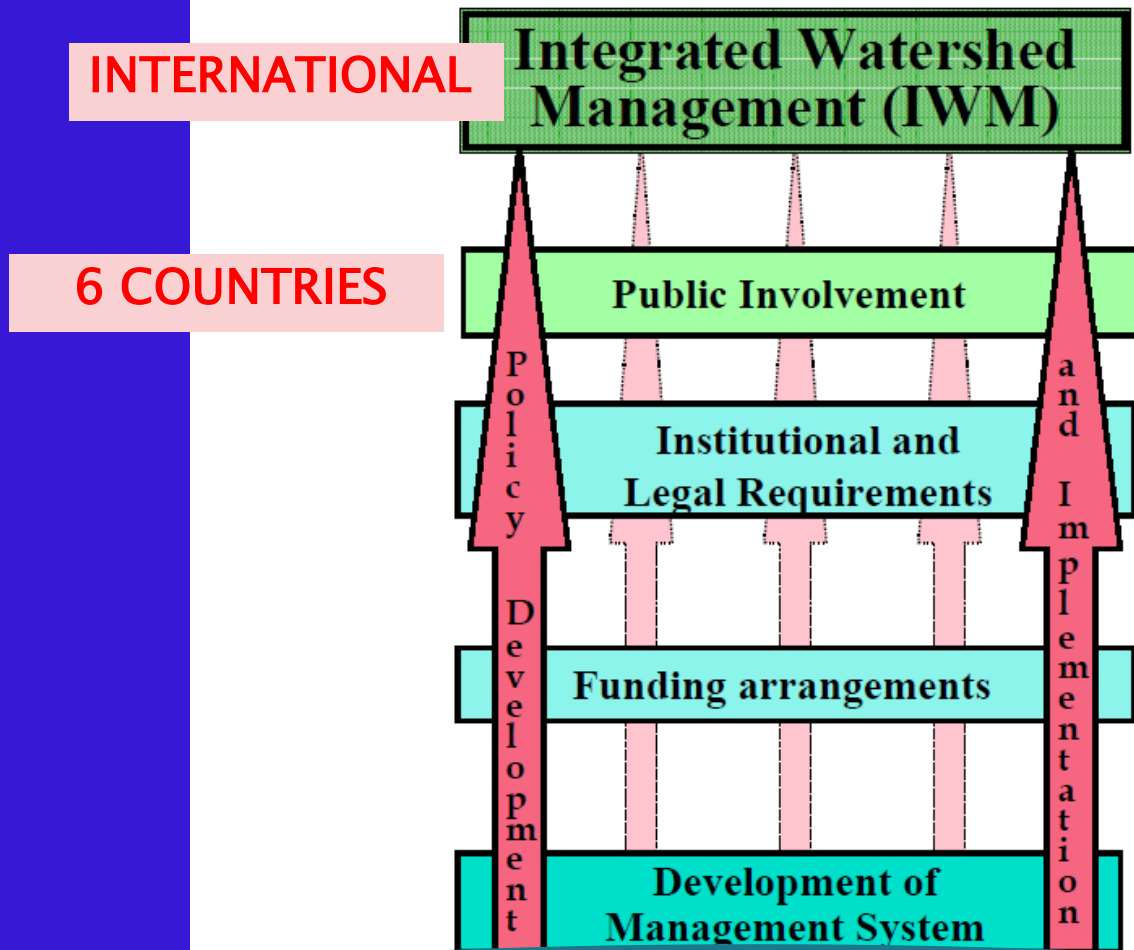 INTERNATIONAL
Integrated Watershed
Management (IWM)
6 COUNTRIES
Public Involvement
Institutional and
Legal Requirements
Funding arrangements
Development of
Management System
Policy Development
and Implementation